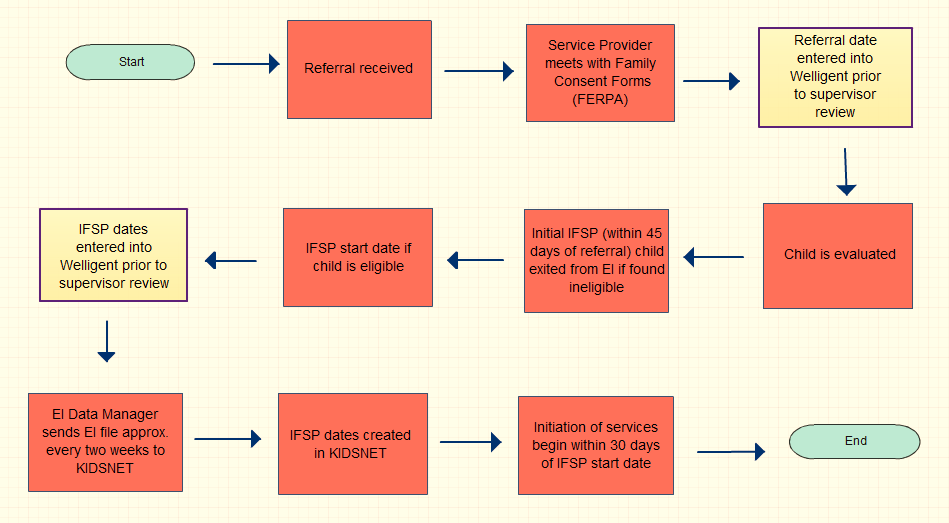 Start
Referral received
Service Provider
meets with Family
Consent Forms
(FERPA)
Referral date
entered into
Welligent prior
to supervisor
review
Child is evaluated
Initial IFSP (within 45
days of referral) child
exited from EI if found
ineligible
IFSP start date if
child is eligible
IFSP dates
entered into
Welligent prior to
supervisor review
EI Data Manager
sends EI file approx.
every two weeks to
KIDSNET
IFSP dates created
in KIDSNET
Initiation of services
begin within 30 days
of IFSP start date
End